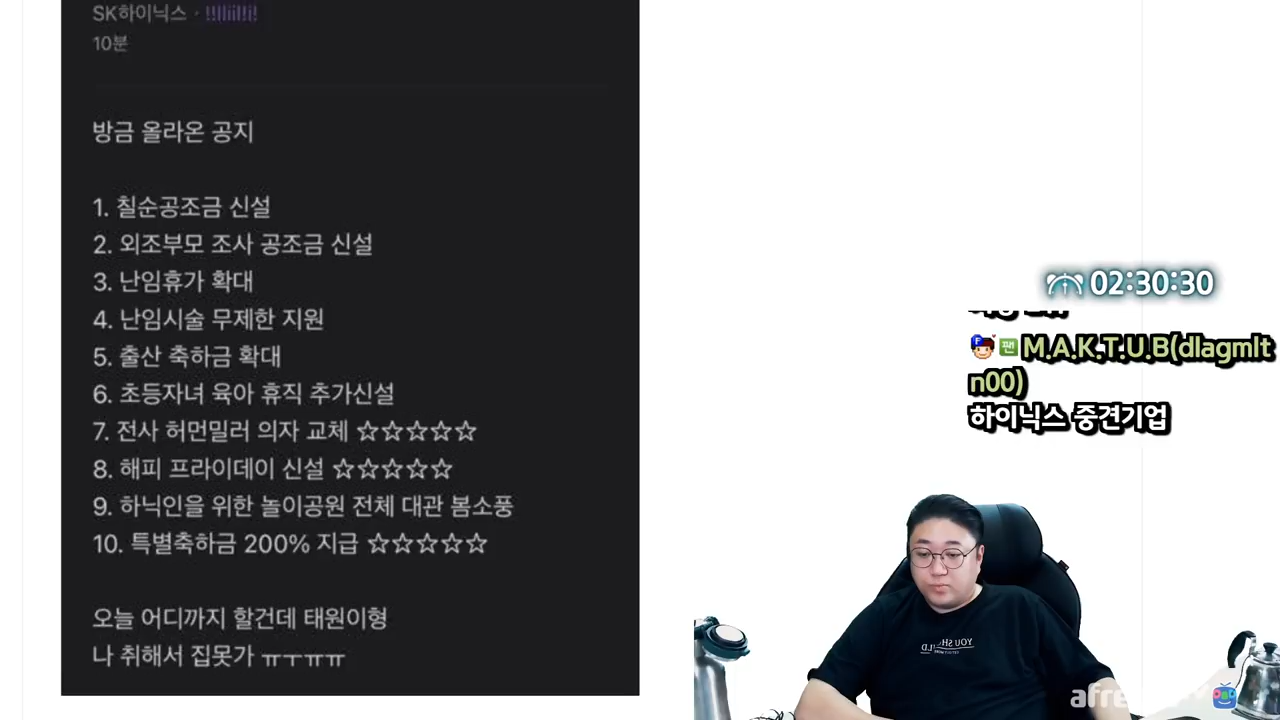 SK하이닉스 · !!!iiil!i!
10분
방금 올라온 공지
1. 칠순공조금 신설
2. 외조부모 조사 공조금 신설
3. 난임휴가 확대
4. 난임시술 무제한 지원
5. 출산 축하금 확대
6. 초등자녀 육아 휴직 추가신설
7. 전사 허먼밀러 의자 교체 ☆☆☆☆☆
8. 해피 프라이데이 신설 ☆☆☆☆☆
9. 하닉인을 위한 놀이공원 전체 대관 봄소풍
10. 특별축하금 200% 지급 ☆☆☆☆☆
오늘 어디까지 할건데 태원이형
나 취해서 집못가 ㅠㅜㅠㅠ
02:30:30
팬 M.A.K.T.U.B(dlagmlt
n00)
하이닉스 중견기업
YOU SH